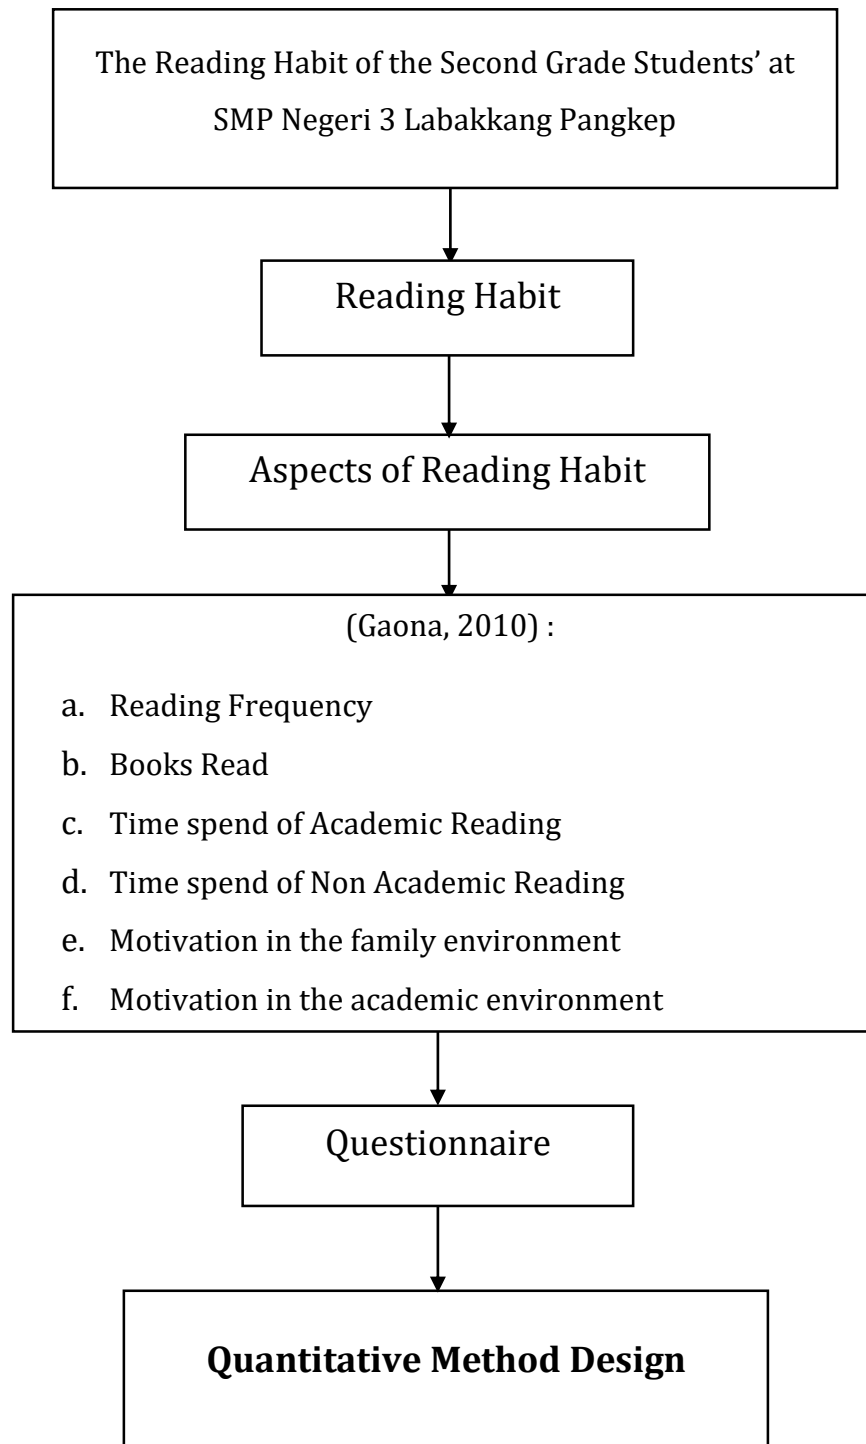 The Reading Habit of the Second Grade Students’ at
SMP Negeri 3 Labakkang Pangkep
Reading Habit
Aspects of Reading Habit
(Gaona, 2010) :
a. Reading Frequency
b. Books Read
c. Time spend of Academic Reading
d. Time spend of Non Academic Reading
e. Motivation in the family environment
f. Motivation in the academic environment
Questionnaire
Quantitative Method Design